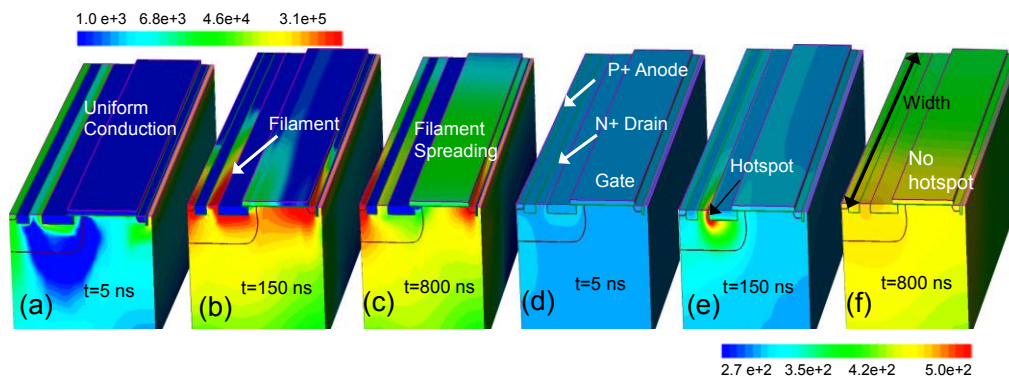 1.0 e+3 6.8e+3 4.6e+4 3.1e+5
Uniform
Conduction
Filament
Filament
Spreading
P+ Anode
N+ Drain
Gate
Hotspot
Width
No
hotspot
(a) t=5 ns
(b) t=150 ns
(c) t=800 ns
(d) t=5 ns
(e) t=150 ns
(f) t=800 ns
2.7 e+2 3.5e+2 4.2e+2 5.0e+2